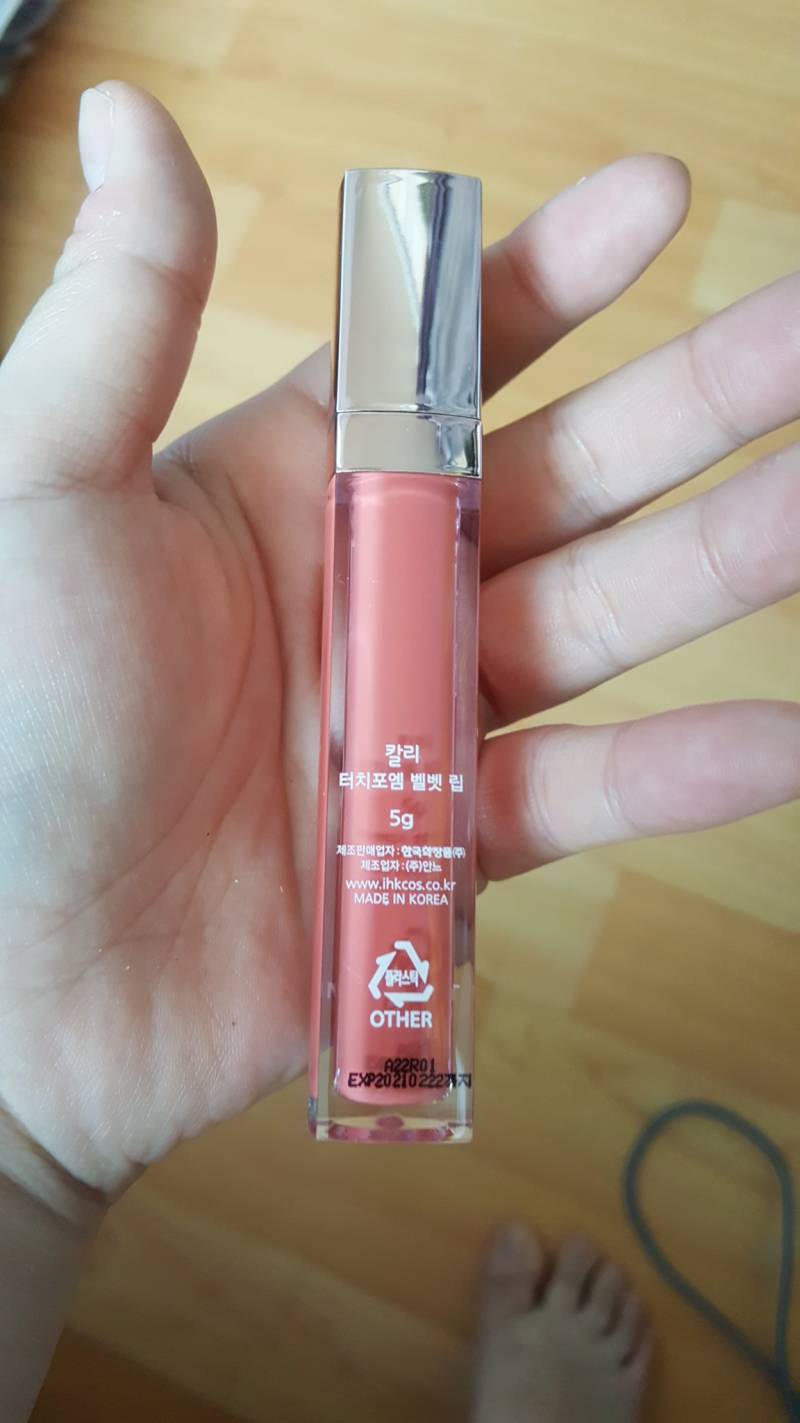 칼리
터치포엠 벨벳 립
5g
제조판매업자 : 한국화장품(주)
제조업자 : (주)안느
www.ihkcos.co.kr
MADE IN KOREA
플라스틱
OTHER
A22R01
EXP20210222까지